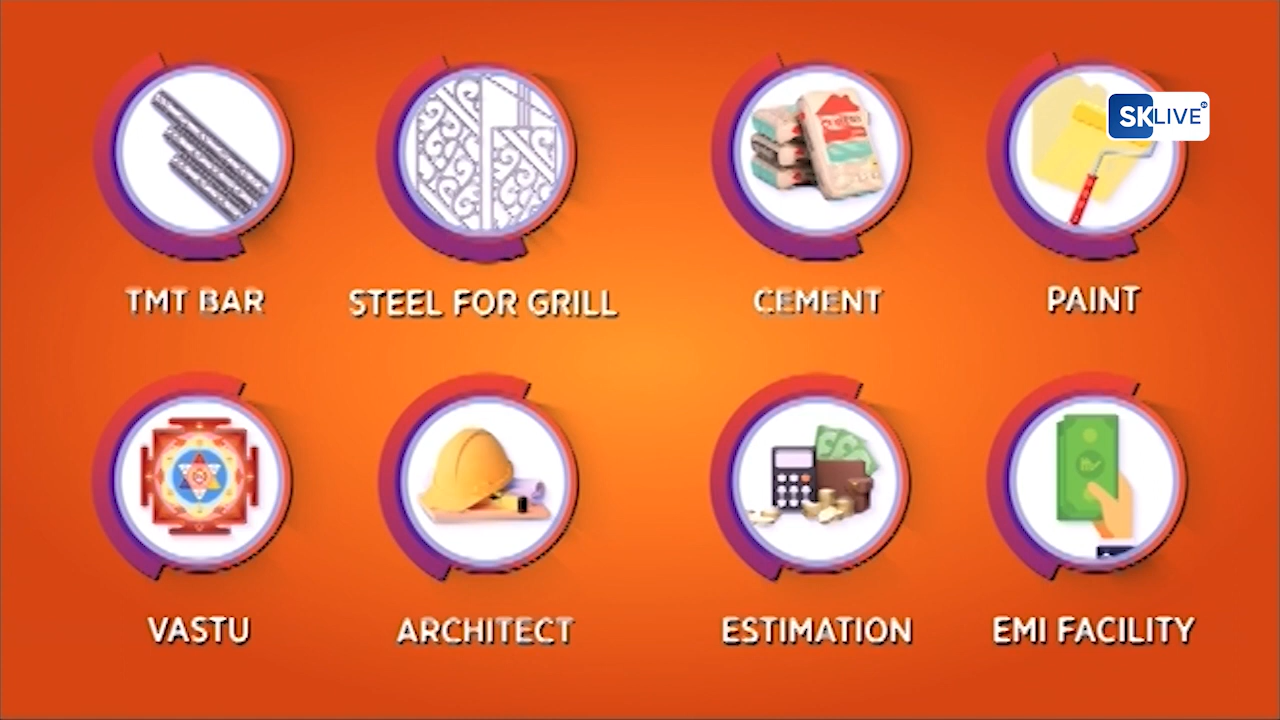 SKLIVE
TMT BAR
STEEL FOR GRILL
CEMENT
PAINT
VASTU
ARCHITECT
ESTIMATION
EMI FACILITY